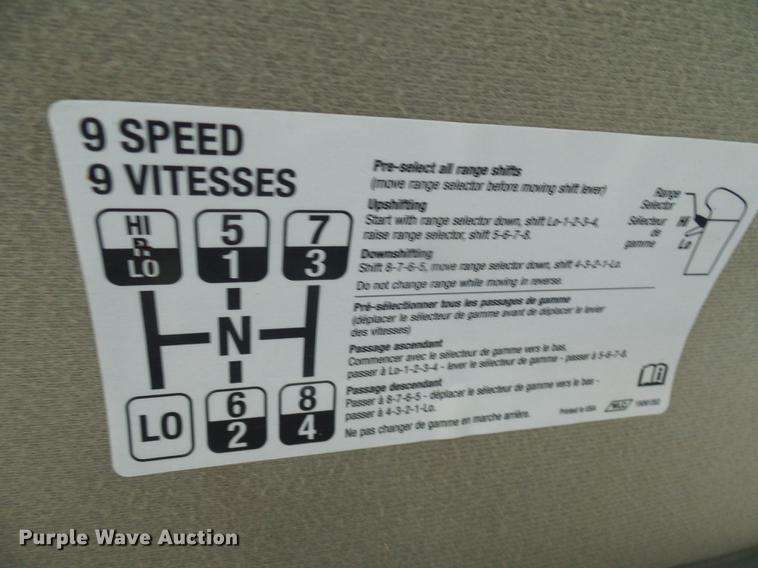 9 SPEED
9 VITESSES
HI
R
LO
5
1
7
3
N
LO
6
2
8
4
Pre-select all range shifts
(move range selector before moving shift lever)
Upshifting
Start with range selector down, shift Lo-1-2-3-4,
raise range selector, shift 5-6-7-8.
Downshifting
Shift 8-7-6-5, move range selector down, shift 4-3-2-1-Lo.
Do not change range while moving in reverse.
Pré-sélectionner tous les passages de gamme
(déplacer le sélecteur de gamme avant de déplacer le levier
des vitesses)
Passage ascendant
Commencer avec le sélecteur de gamme vers le bas,
passer à Lo-1-2-3-4 - lever le sélecteur de gamme - passer à 5-6-7-8.
Passage descendant
Passer à 8-7-6-5 - déplacer le sélecteur de gamme vers le bas -
passer à 4-3-2-1-Lo.
Ne pas changer de gamme en marche arrière.
Range
Selector
Sélecteur
de
gamme
Hi
Lo
Printed in USA
Purple Wave Auction